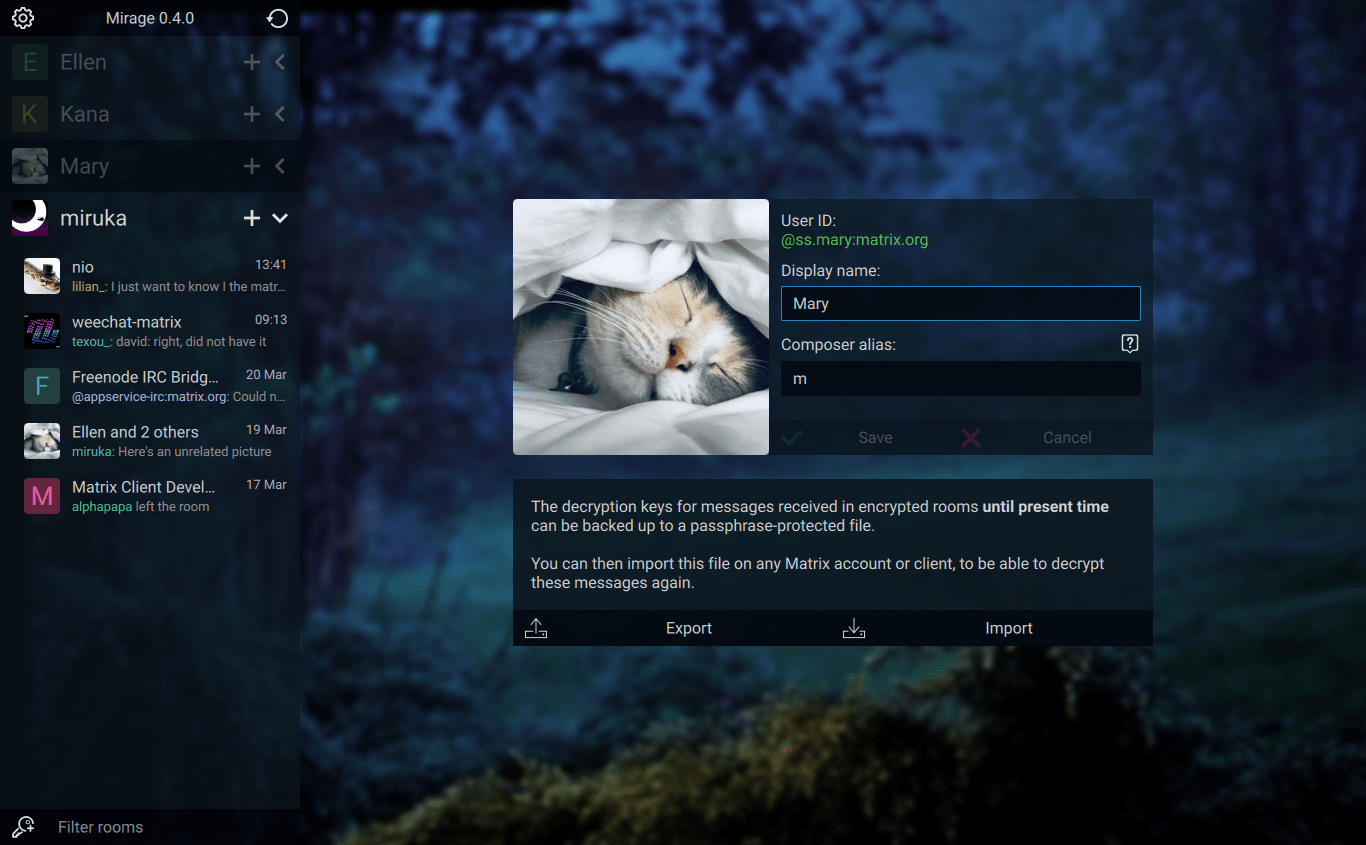 Mirage 0.4.0
E Ellen
K Kana
Mary
miruka
nio 13:41
lilian_: I just want to know I the matr...
weechat-matrix 09:13
texou_: david: right, did not have it
F Freenode IRC Bridg... 20 Mar
@appservice-irc:matrix.org: Could n...
Ellen and 2 others 19 Mar
miruka: Here's an unrelated picture
M Matrix Client Devel... 17 Mar
alphapapa left the room
Filter rooms
User ID:
@ss.mary:matrix.org
Display name:
Mary
Composer alias:
?
m
Save Cancel
The decryption keys for messages received in encrypted rooms until present time
can be backed up to a passphrase-protected file.
You can then import this file on any Matrix account or client, to be able to decrypt
these messages again.
Export Import